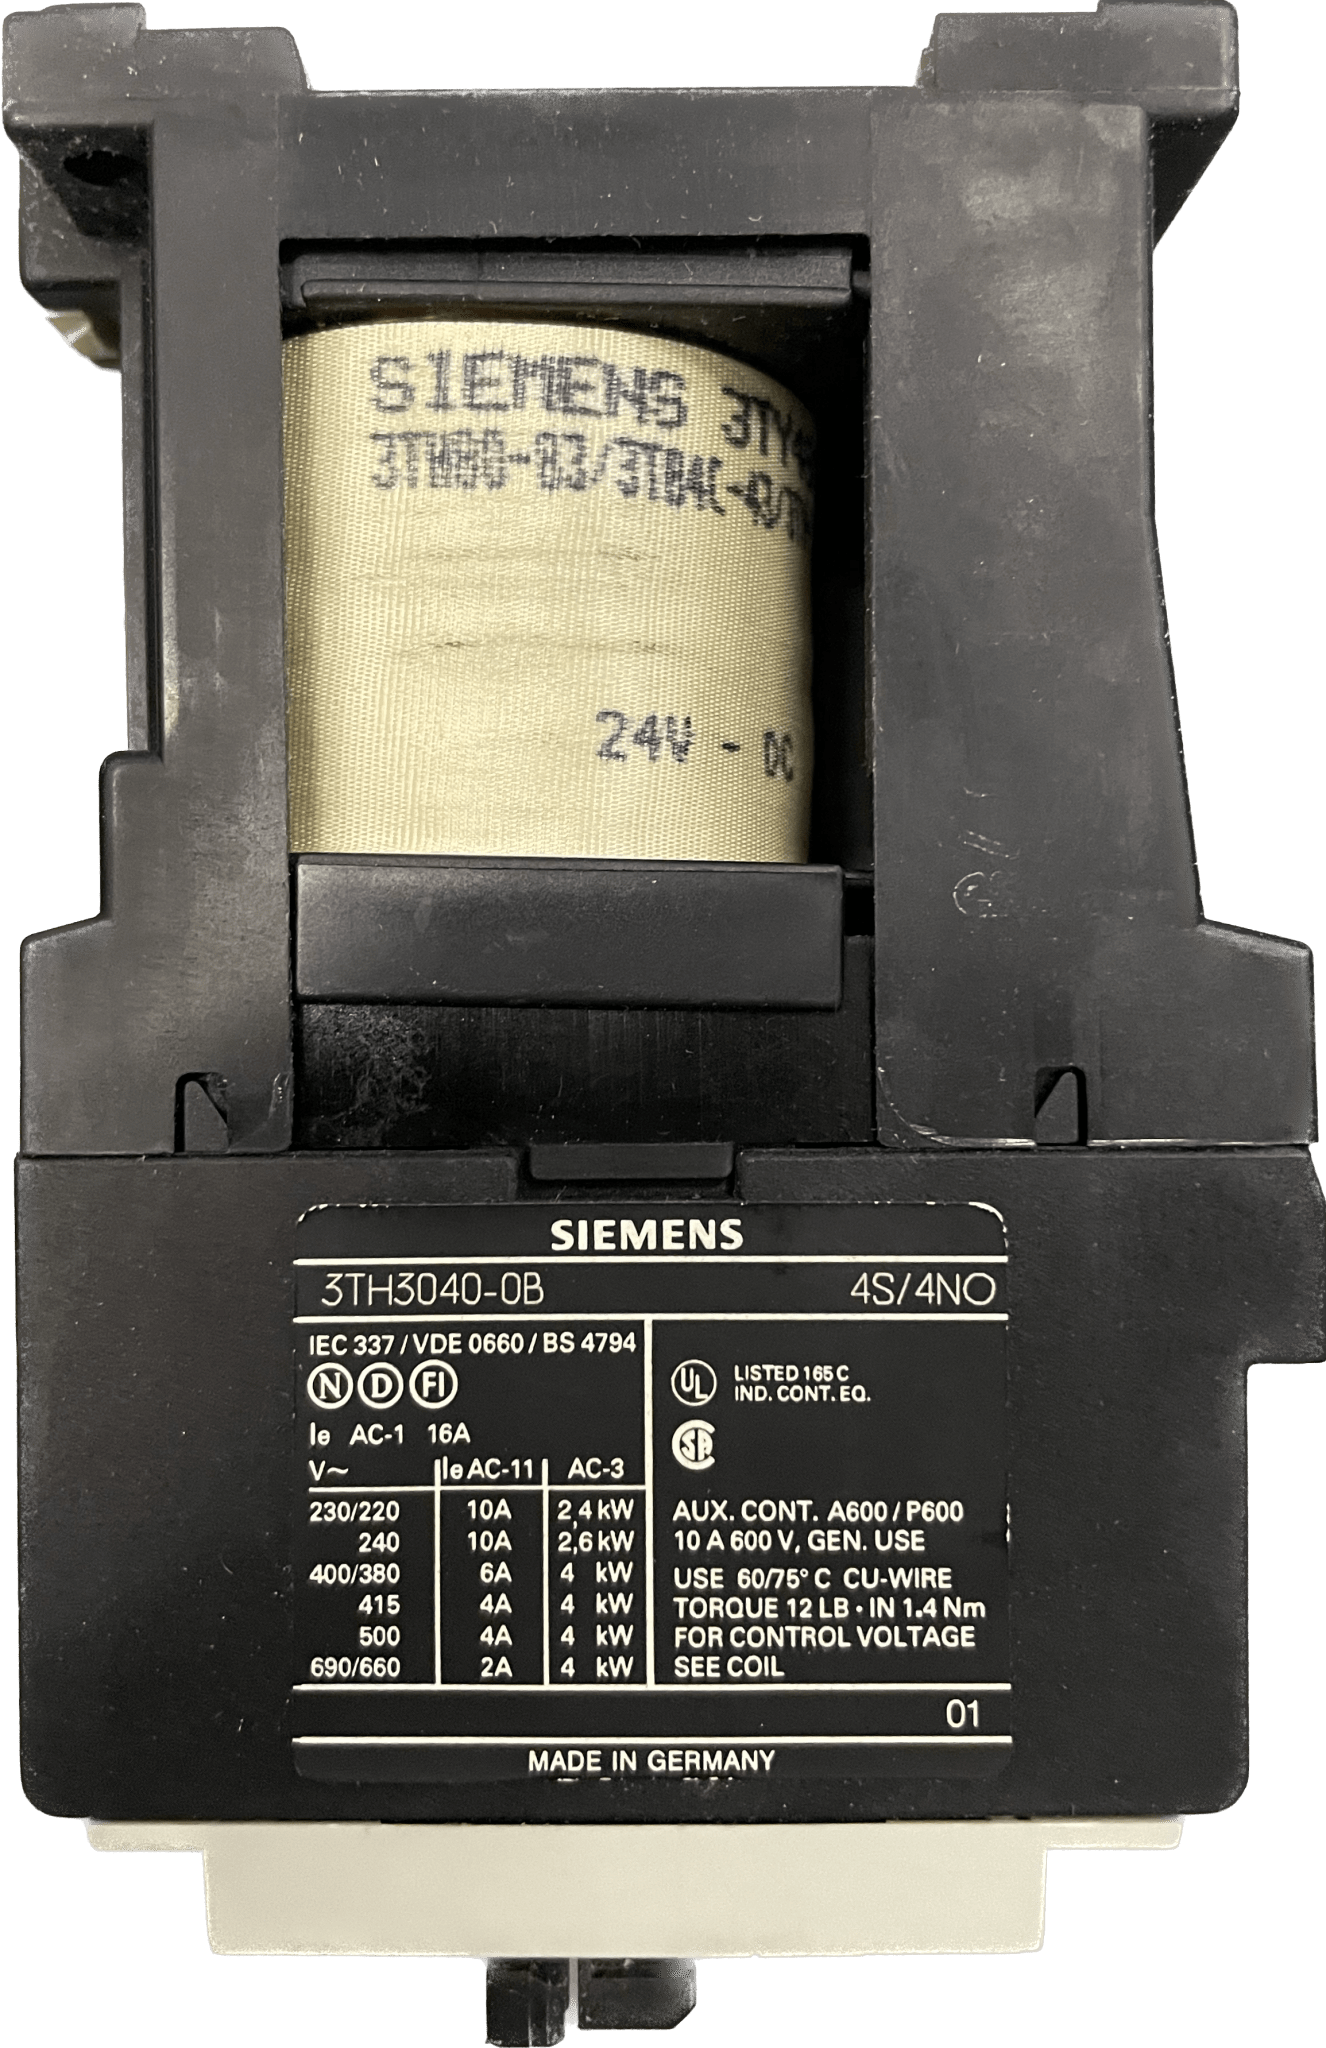 SIEMENS
24V - DC
SIEMENS
3TH3040-0B 4S/4NO
IEC 337 / VDE 0660 / BS 4794
N D FI
Ie AC-1 16A
V~ Ie AC-11 AC-3
230/220 10A 2,4 kW
240 10A 2,6 kW
400/380 6A 4 kW
415 4A 4 kW
500 4A 4 kW
690/660 2A 4 kW
UL LISTED 165 C
IND. CONT. EQ.
SA
AUX. CONT. A600 / P600
10 A 600 V, GEN. USE
USE 60/75° C CU-WIRE
TORQUE 12 LB · IN 1.4 Nm
FOR CONTROL VOLTAGE
SEE COIL
01
MADE IN GERMANY